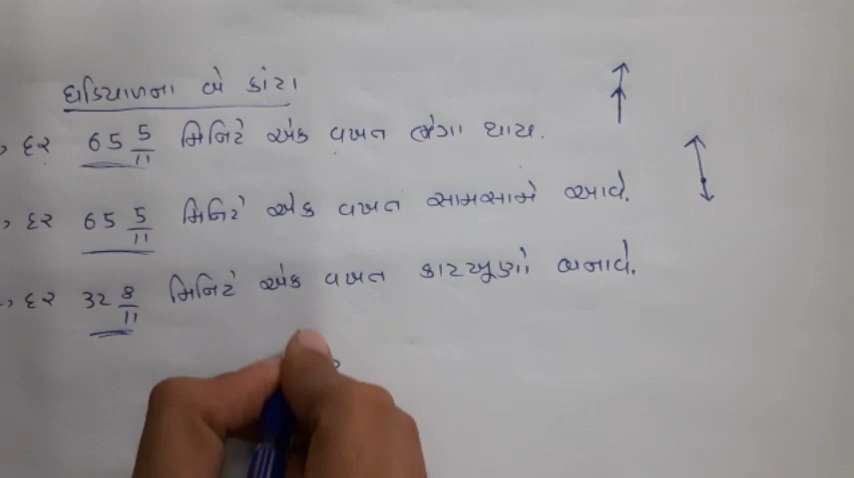 ઘડિયાળના બે કાંટા
→ દર 65 5/11 મિનિટે એક વખત ભેગા થાય.
→ દર 65 5/11 મિનિટે એક વખત સામસામે આવે.
→ દર 32 8/11 મિનિટે એક વખત કાટખૂણો બનાવે.